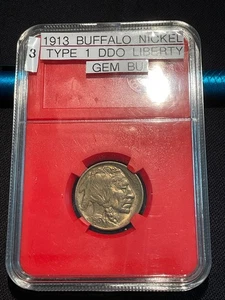 1913 BUFFALO NICKEL
TYPE 1 DDO LIBERTY
GEM BU
3